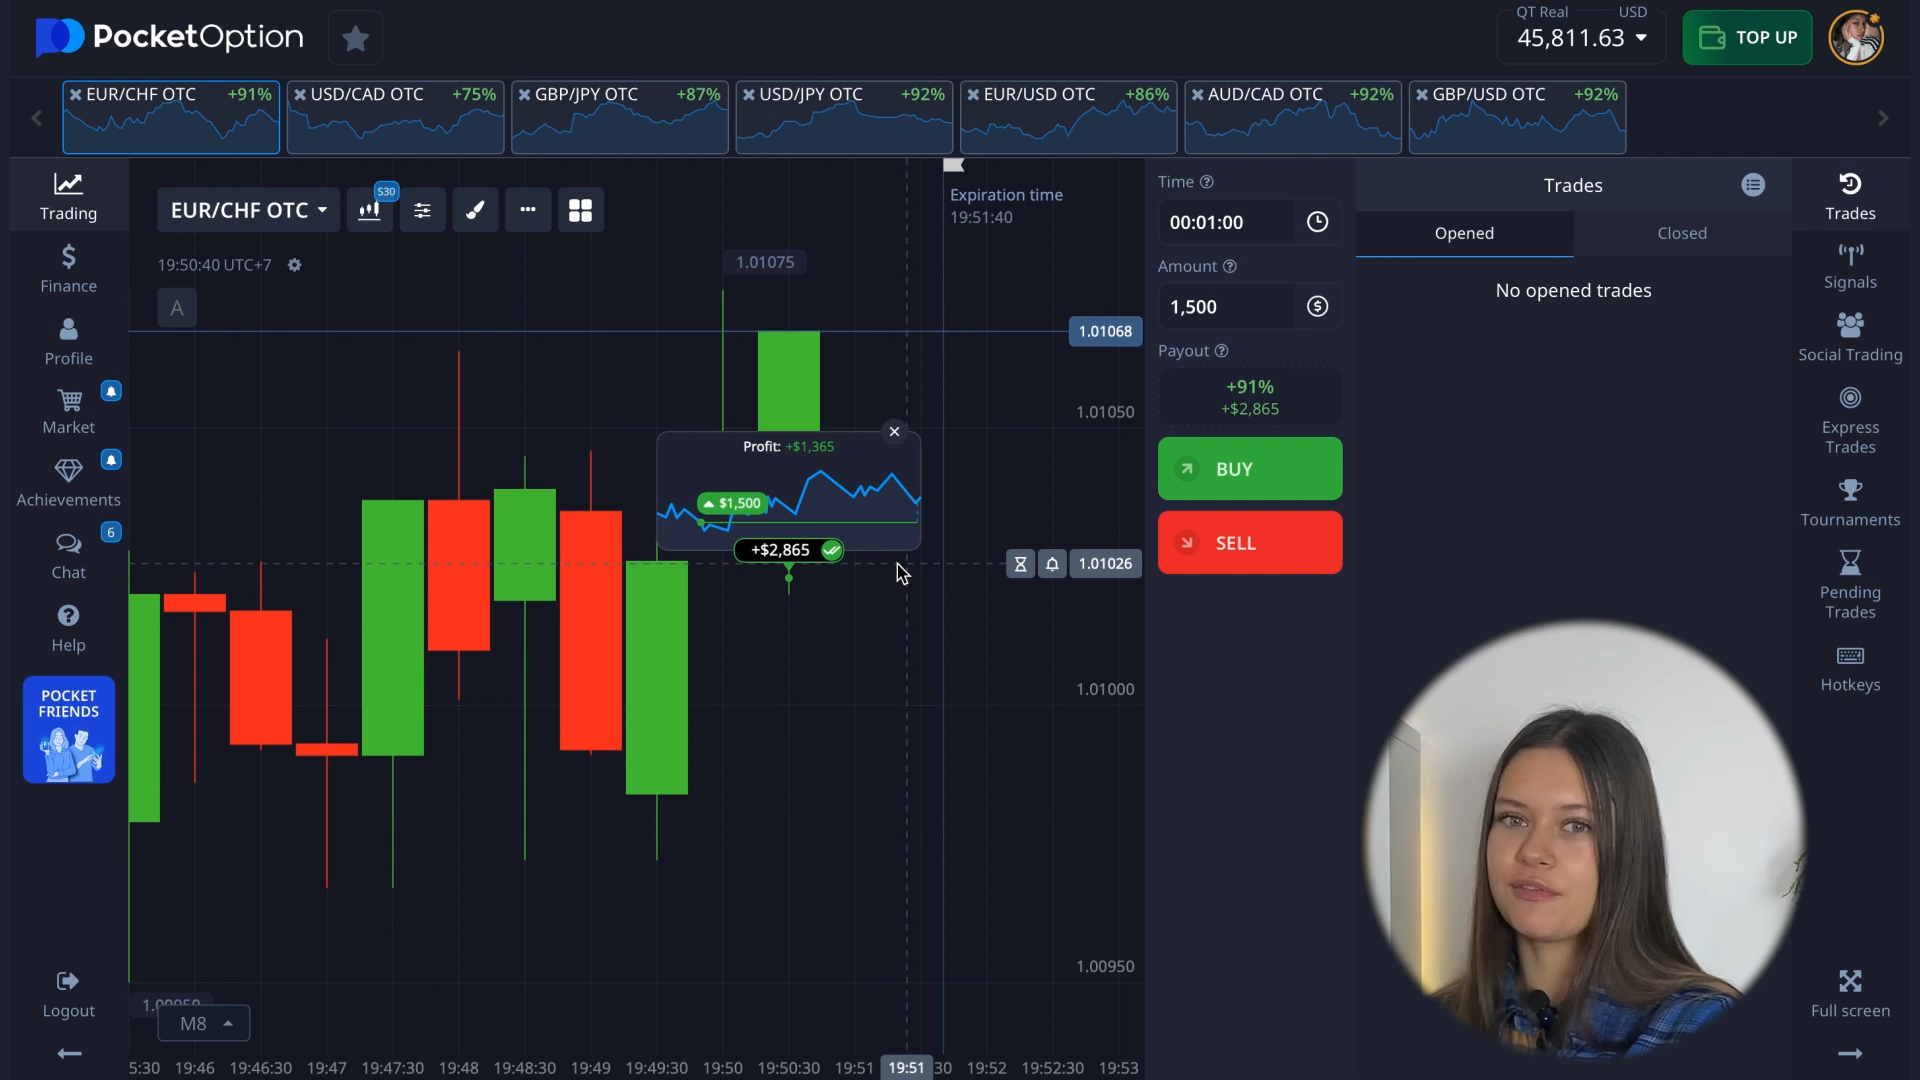 PocketOption
QT Real USD
45,811.63
TOP UP
EUR/CHF OTC +91%
USD/CAD OTC +75%
GBP/JPY OTC +87%
USD/JPY OTC +92%
EUR/USD OTC +86%
AUD/CAD OTC +92%
GBP/USD OTC +92%
Trading
Finance
Profile
Market
Achievements
6
Chat
Help
POCKET
FRIENDS
Logout
EUR/CHF OTC
S30
19:50:40 UTC+7
A
Expiration time
19:51:40
1.01075
1.01068
1.01050
Profit: +$1,365
$1,500
+$2,865
1.01026
1.01000
1.00950
1.00950
M8
5:30 19:46 19:46:30 19:47 19:47:30 19:48 19:48:30 19:49 19:49:30 19:50 19:50:30 19:51 19:51 30 19:52 19:52:30 19:53
Time
00:01:00
Amount
1,500
Payout
+91%
+$2,865
BUY
SELL
Trades
Opened
Closed
No opened trades
Trades
Signals
Social Trading
Express
Trades
Tournaments
Pending
Trades
Hotkeys
Full screen